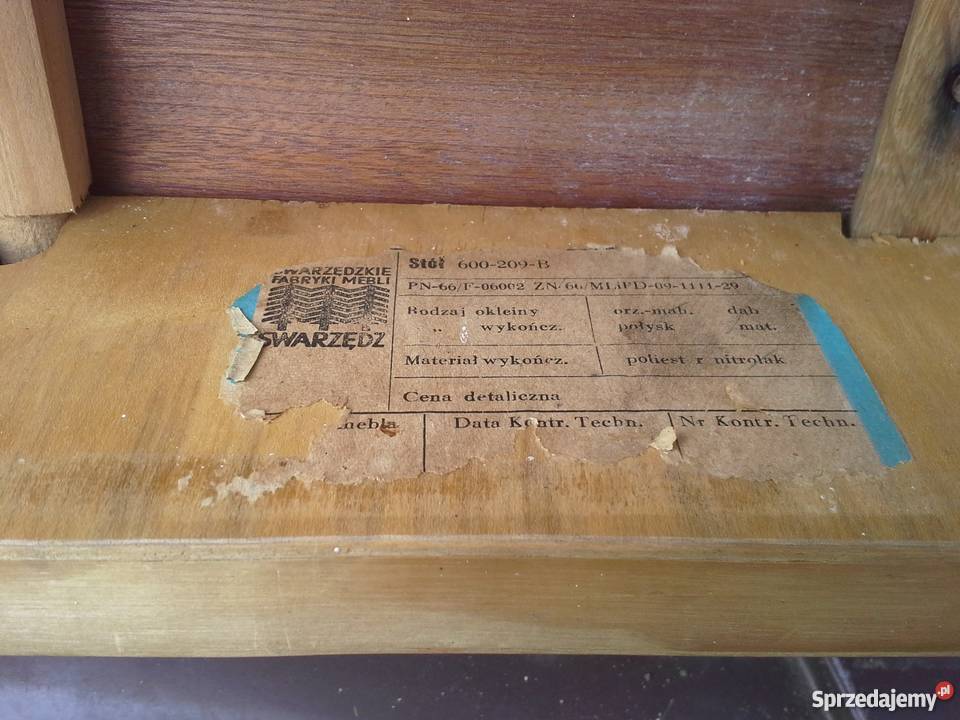 SWARZĘDZKIE
FABRYKI MEBLI
SWARZĘDZ
Stół 600-209-B
PN-66/F-06002 ZN/66/MLiPD-09-1111-29
Rodzaj okleiny orz.-mah. dąb
„ wykończ. połysk mat.
Materiał wykończ. poliest r nitrolak
Cena detaliczna
mebla Data Kontr. Techn. Nr Kontr. Techn.
Sprzedajemy.pl